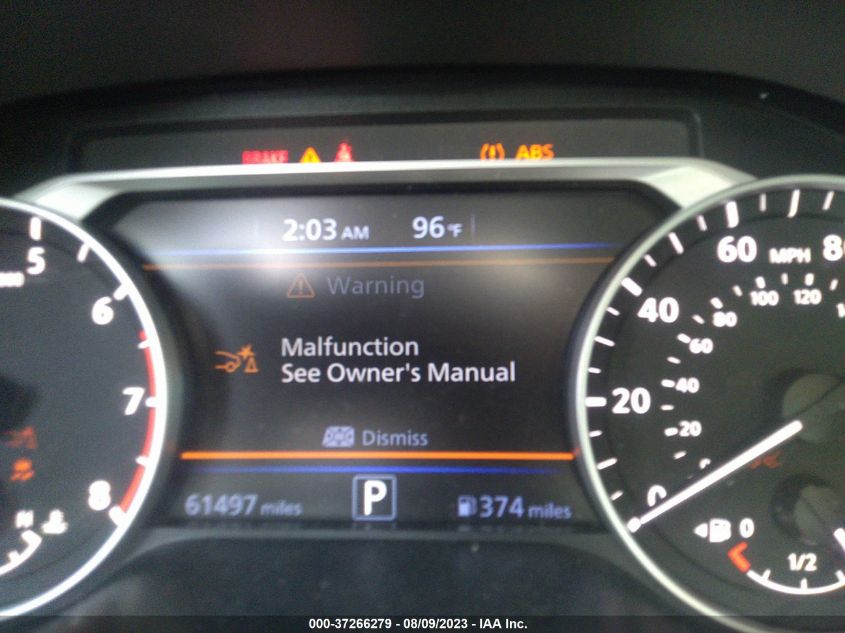 BRAKE
ABS
2:03 AM 96°F
Warning
Malfunction
See Owner's Manual
Dismiss
61497 miles P 374 miles
5
6
7
8
H
60 MPH 80
40
20
0
100 120
80
60
40
20
0
0
1/2
000-37266279 - 08/09/2023 - IAA Inc.